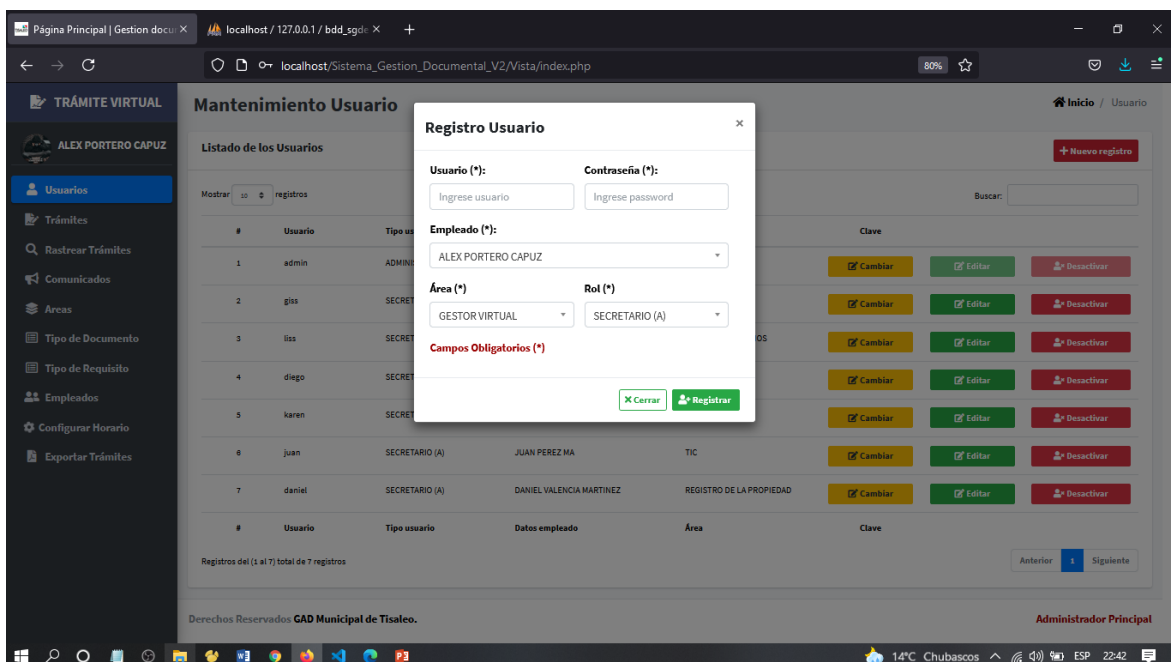 Página Principal | Gestion docu
localhost / 127.0.0.1 / bdd_sgde
localhost/Sistema_Gestion_Documental_V2/Vista/index.php
80%
TRÁMITE VIRTUAL
ALEX PORTERO CAPUZ
Usuarios
Trámites
Rastrear Trámites
Comunicados
Areas
Tipo de Documento
Tipo de Requisito
Empleados
Configurar Horario
Exportar Trámites
Mantenimiento Usuario
Inicio / Usuario
Listado de los Usuarios
Nuevo registro
Mostrar 10 registros
Buscar:
# Usuario Tipo us Clave
1 admin ADMINI Cambiar Editar Desactivar
2 giss SECRET Cambiar Editar Desactivar
3 liss SECRET OS Cambiar Editar Desactivar
4 diego SECRET Cambiar Editar Desactivar
5 karen SECRET Cambiar Editar Desactivar
6 juan SECRETARIO (A) JUAN PEREZ MA TIC Cambiar Editar Desactivar
7 daniel SECRETARIO (A) DANIEL VALENCIA MARTINEZ REGISTRO DE LA PROPIEDAD Cambiar Editar Desactivar
# Usuario Tipo usuario Datos empleado Área Clave
Registros del (1 al 7) total de 7 registros
Anterior 1 Siguiente
Registro Usuario
×
Usuario (*): Contraseña (*):
Ingrese usuario Ingrese password
Empleado (*):
ALEX PORTERO CAPUZ
Área (*) Rol (*)
GESTOR VIRTUAL SECRETARIO (A)
Campos Obligatorios (*)
Cerrar Registrar
Derechos Reservados GAD Municipal de Tisaleo.
Administrador Principal
14°C Chubascos ESP 22:42